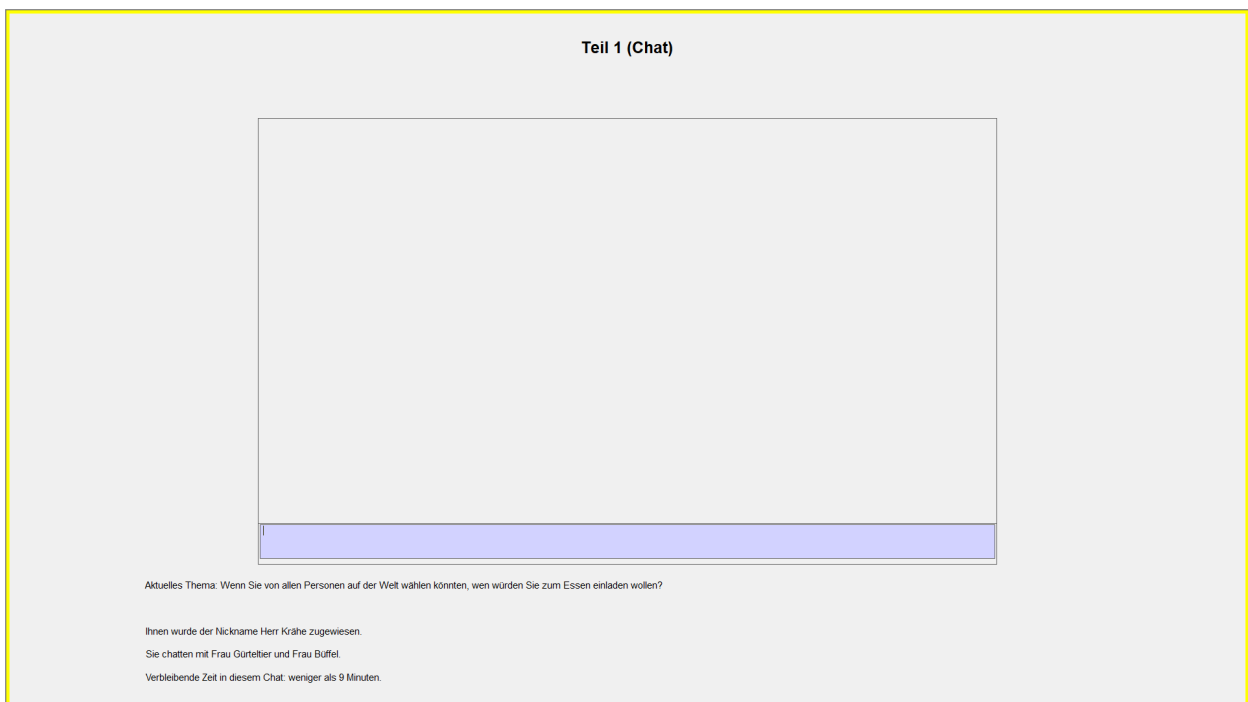 Teil 1 (Chat)
Aktuelles Thema: Wenn Sie von allen Personen auf der Welt wählen könnten, wen würden Sie zum Essen einladen wollen?
Ihnen wurde der Nickname Herr Krähe zugewiesen.
Sie chatten mit Frau Gürteltier und Frau Büffel.
Verbleibende Zeit in diesem Chat: weniger als 9 Minuten.